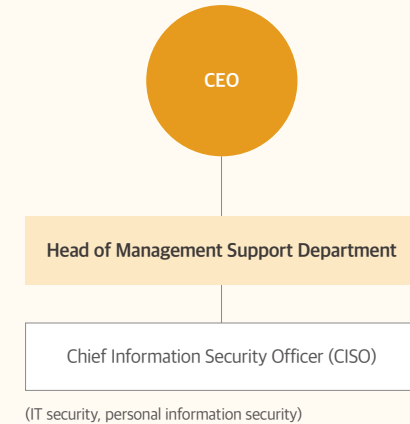 CEO
Head of Management Support Department
Chief Information Security Officer (CISO)
(IT security, personal information security)